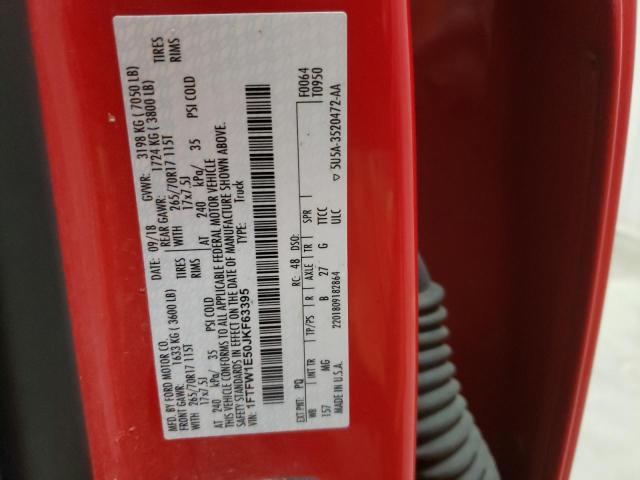 MFD. BY FORD MOTOR CO.
DATE: 09/18 GVWR: 3198 KG ( 7050 LB)
FRONT GAWR: 1633 KG (3600 LB) REAR GAWR: 1724 KG ( 3800 LB)
WITH 265/70R17 115T TIRES WITH 265/70R17 115T TIRES
17x7.5J RIMS 17x7.5J RIMS
AT 240 kPa/ 35 PSI COLD AT 240 kPa/ 35 PSI COLD
THIS VEHICLE CONFORMS TO ALL APPLICABLE FEDERAL MOTOR VEHICLE
SAFETY STANDARDS IN EFFECT ON THE DATE OF MANUFACTURE SHOWN ABOVE.
VIN: 1FTFW1E50JKF63395 TYPE: Truck
EXT PNT: PQ RC: 48 DSO: F0064
T0950
WB INT TR TP/PS R AXLE TR SPR
157 MG B 27 G TTCC
ULC
MADE IN U.S.A. 2201809182864 5U5A-3520472-AA